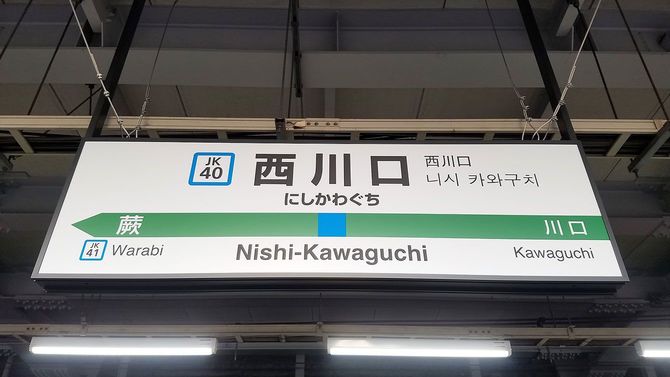 JK
40
西川口
西川口
니시 카와구치
にしかわぐち
蕨
川口
JK
41
Warabi
Nishi-Kawaguchi
Kawaguchi